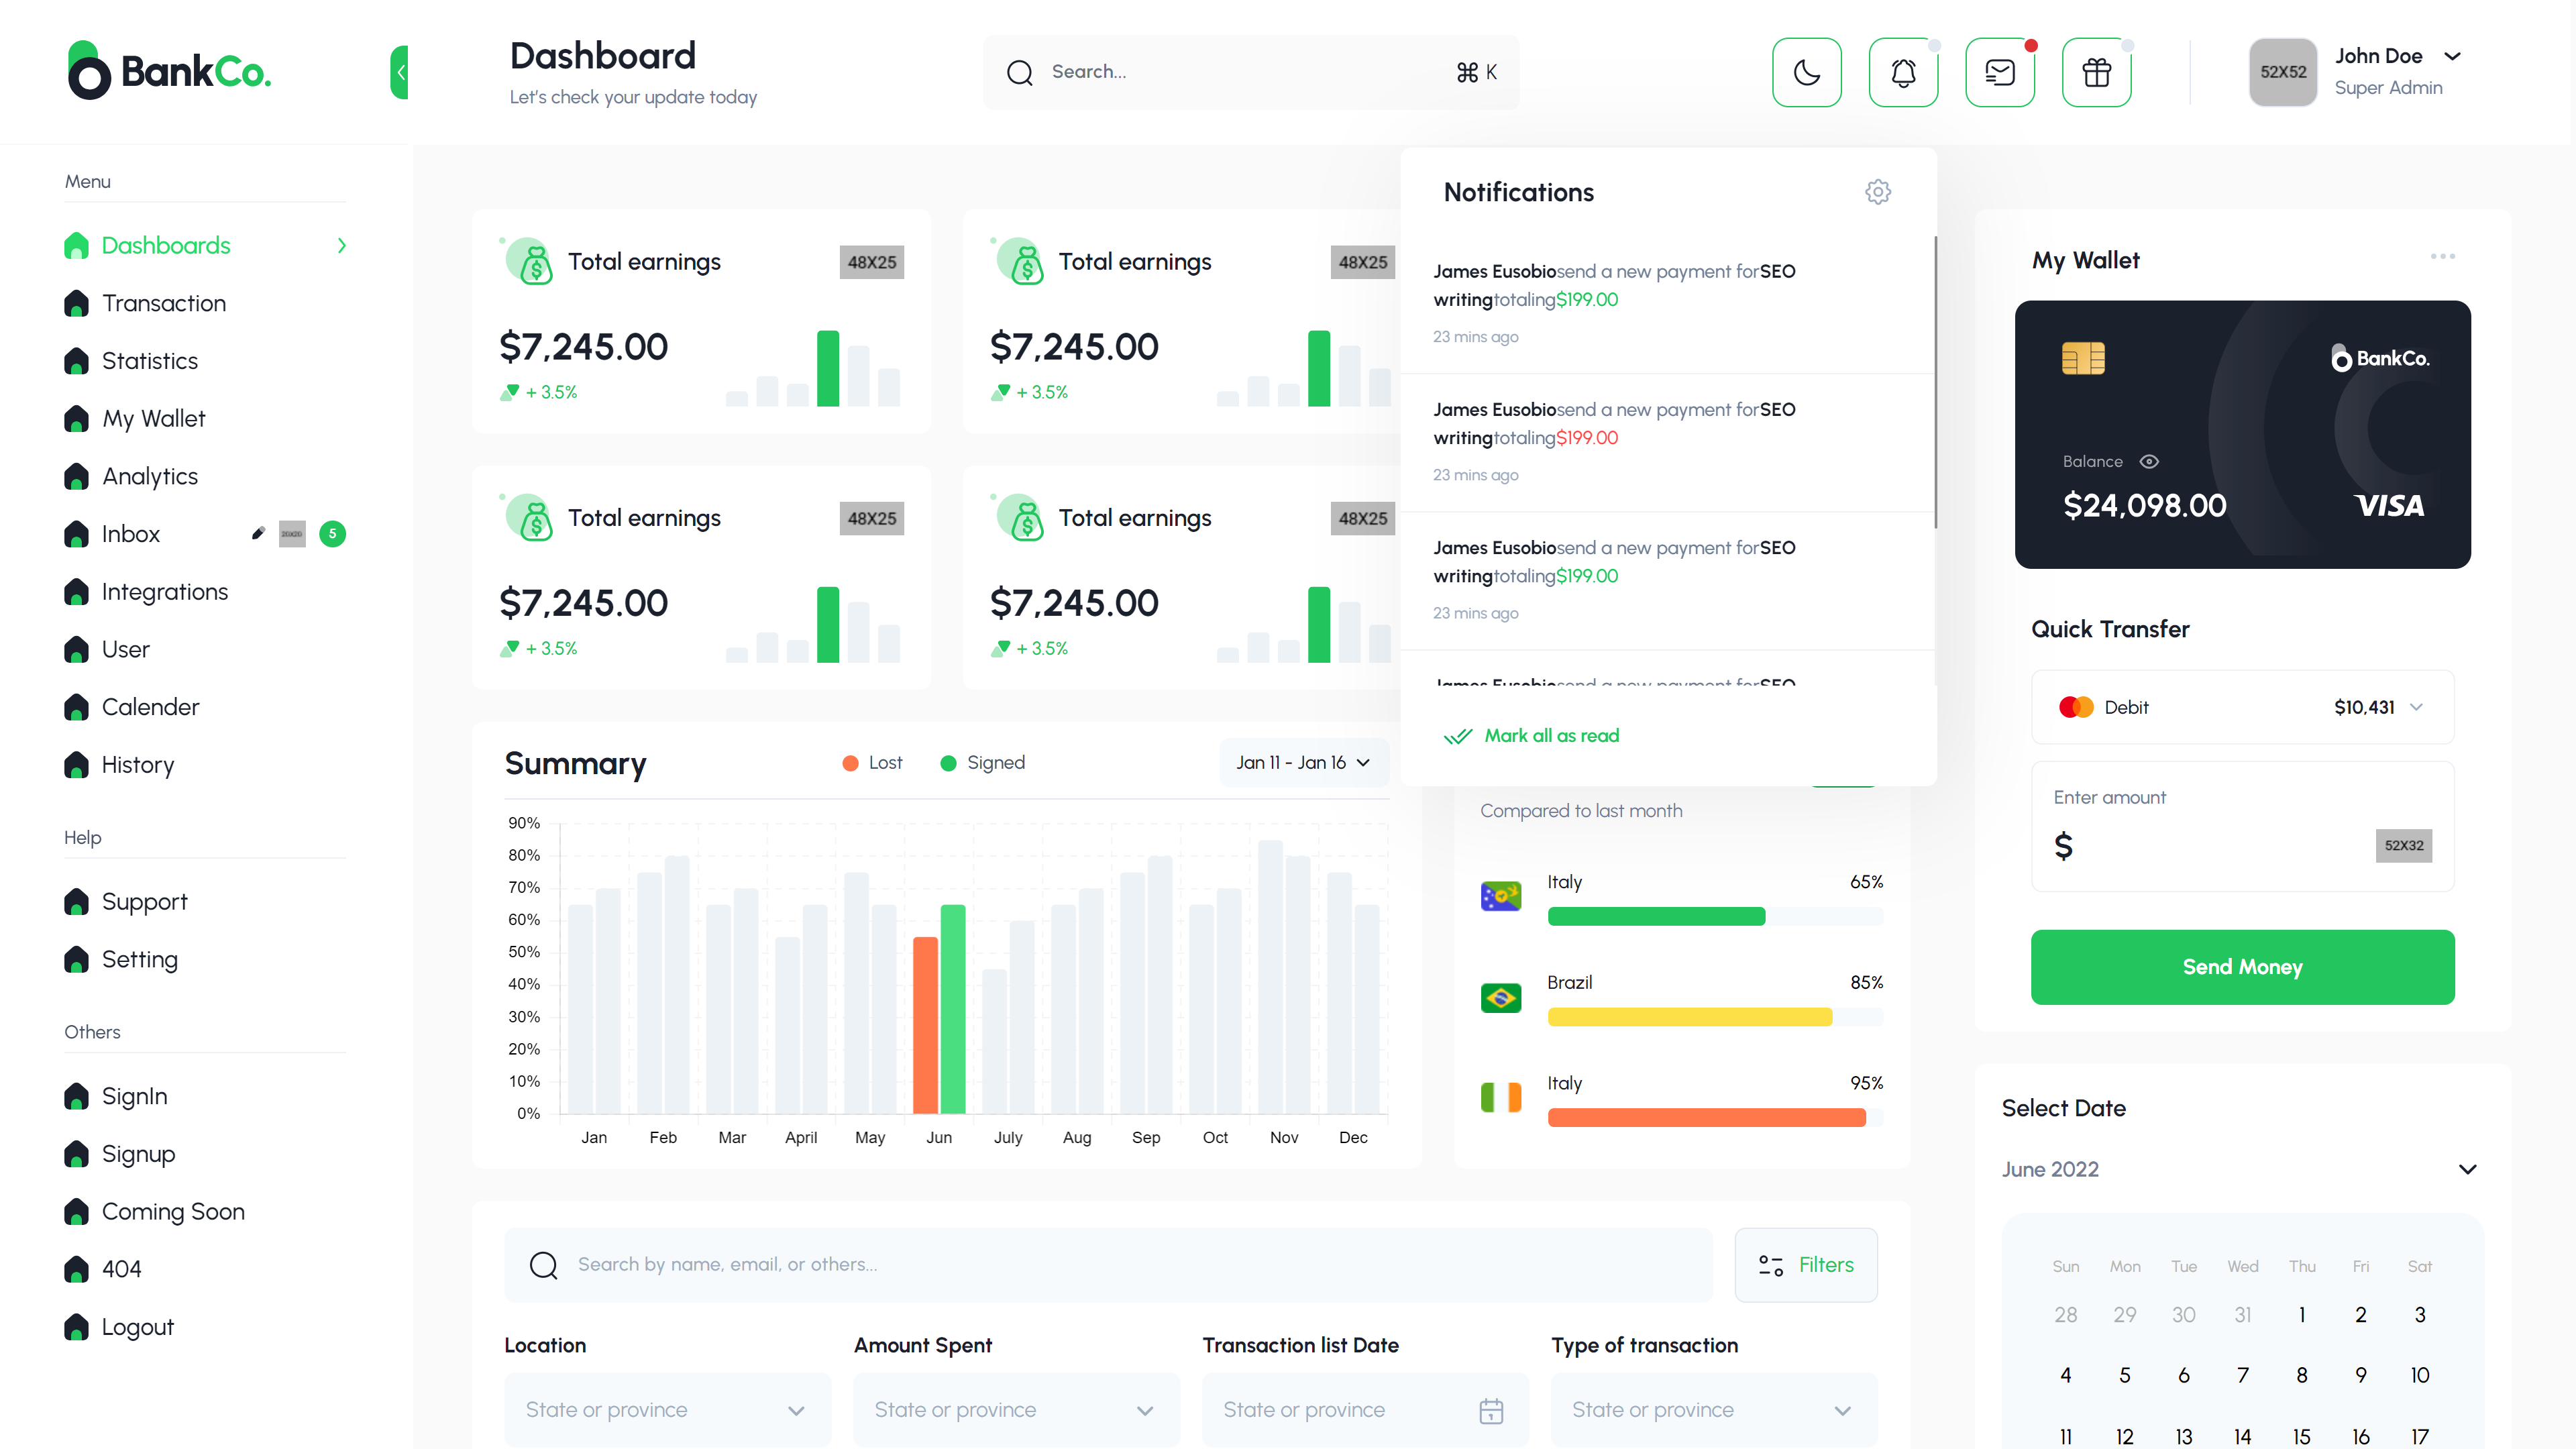 BankCo.
Dashboard
Let's check your update today
Search...
⌘ K
52X52
John Doe
Super Admin
Menu
Dashboards
Transaction
Statistics
My Wallet
Analytics
Inbox
20x20
5
Integrations
User
Calender
History
Help
Support
Setting
Others
SignIn
Signup
Coming Soon
404
Logout
Total earnings
48X25
$7,245.00
+ 3.5%
Total earnings
48X25
$7,245.00
+ 3.5%
Total earnings
48X25
$7,245.00
+ 3.5%
Total earnings
48X25
$7,245.00
+ 3.5%
Notifications
James Eusobiosend a new payment forSEO
writingtotaling$199.00
23 mins ago
James Eusobiosend a new payment forSEO
writingtotaling$199.00
23 mins ago
James Eusobiosend a new payment forSEO
writingtotaling$199.00
23 mins ago
James Eusobiosend a new payment forSEO
Mark all as read
Summary
Lost
Signed
Jan 11 - Jan 16
90%
80%
70%
60%
50%
40%
30%
20%
10%
0%
Jan Feb Mar April May Jun July Aug Sep Oct Nov Dec
Compared to last month
Italy 65%
Brazil 85%
Italy 95%
Search by name, email, or others...
Filters
Location
State or province
Amount Spent
State or province
Transaction list Date
State or province
Type of transaction
State or province
My Wallet
BankCo.
Balance
$24,098.00
VISA
Quick Transfer
Debit
$10,431
Enter amount
$
52X32
Send Money
Select Date
June 2022
Sun Mon Tue Wed Thu Fri Sat
28 29 30 31 1 2 3
4 5 6 7 8 9 10
11 12 13 14 15 16 17